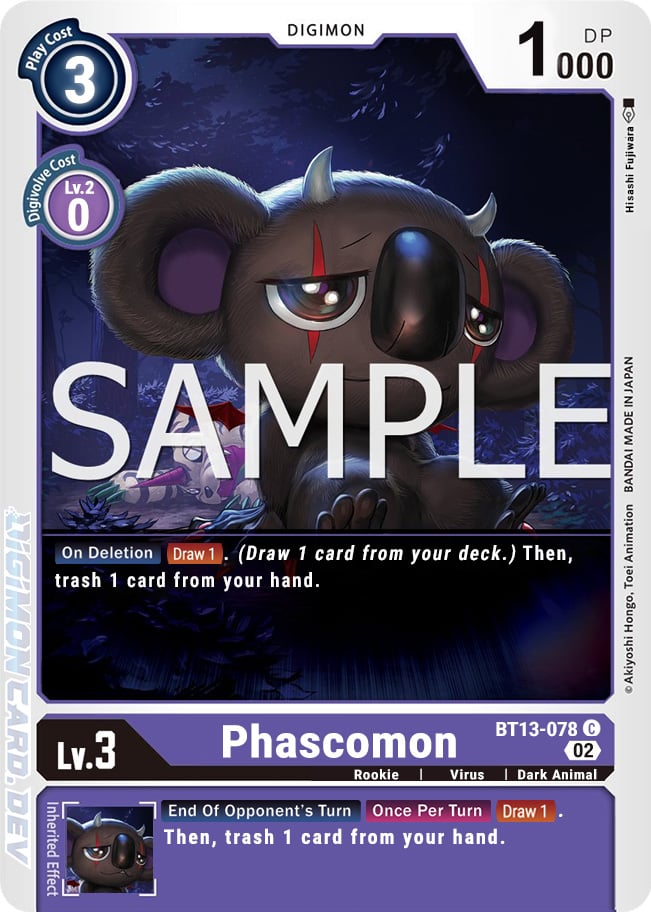 DIGIMON
Play Cost
3
1000
DP
Digivolve Cost
Lv.2
0
Hisashi Fujiwara
SAMPLE
BANDAI MADE IN JAPAN
© Akiyoshi Hongo, Toei Animation
On Deletion Draw 1. (Draw 1 card from your deck.) Then,
trash 1 card from your hand.
DIGIMONCARD.DEV
Lv.3
Phascomon
BT13-078 C
02
Rookie | Virus | Dark Animal
Inherited Effect
End Of Opponent's Turn Once Per Turn Draw 1.
Then, trash 1 card from your hand.